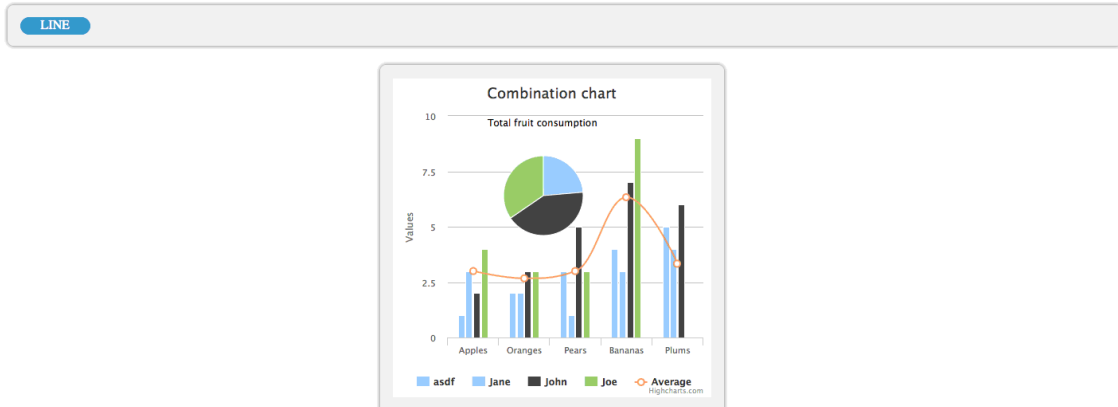 LINE
Combination chart
Total fruit consumption
10
7.5
5
2.5
0
Values
Apples Oranges Pears Bananas Plums
asdf Jane John Joe Average
Highcharts.com